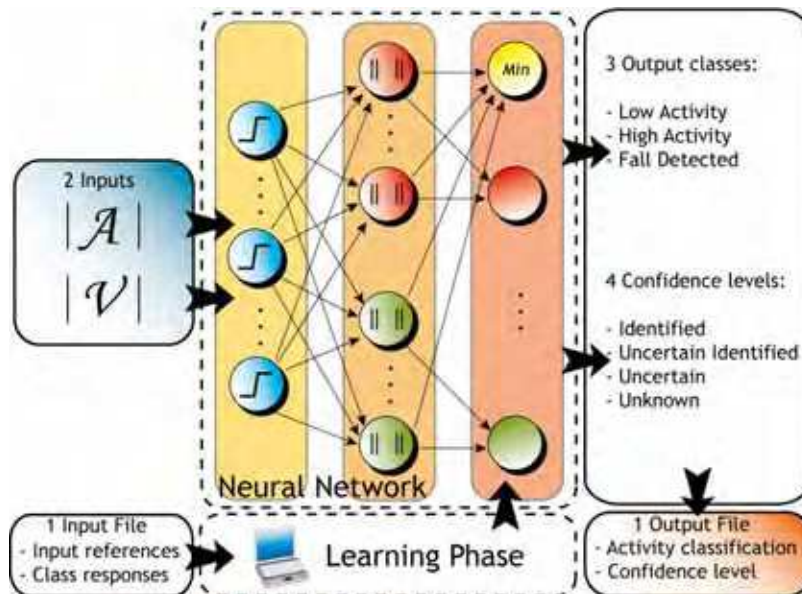 2 Inputs
|A|
|V|
Min
Neural Network
3 Output classes:
- Low Activity
- High Activity
- Fall Detected
4 Confidence levels:
- Identified
- Uncertain Identified
- Uncertain
- Unknown
1 Input File
- Input references
- Class responses
Learning Phase
1 Output File
- Activity classification
- Confidence level